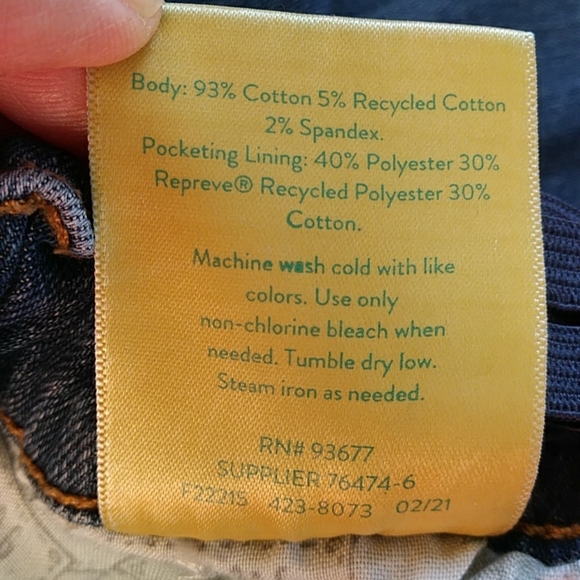 Body: 93% Cotton 5% Recycled Cotton
2% Spandex.
Pocketing Lining: 40% Polyester 30%
Repreve® Recycled Polyester 30%
Cotton.
Machine wash cold with like
colors. Use only
non-chlorine bleach when
needed. Tumble dry low.
Steam iron as needed.
RN# 93677
SUPPLIER 76474-6
F22215 423-8073 02/21